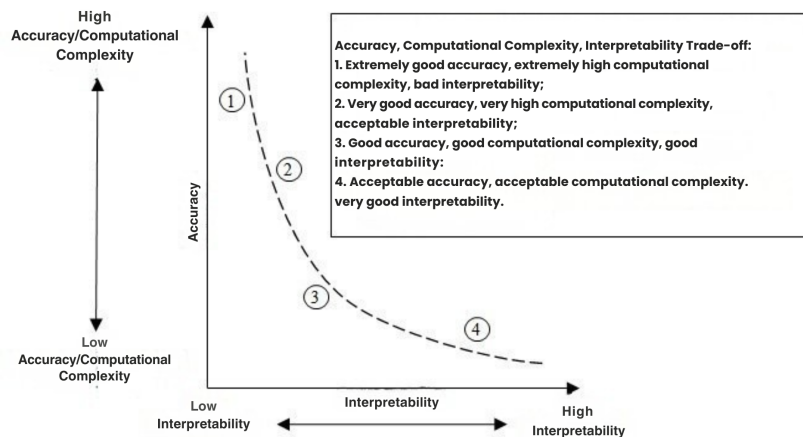 High
Accuracy/Computational
Complexity
Accuracy, Computational Complexity, Interpretability Trade-off:
1. Extremely good accuracy, extremely high computational
complexity, bad interpretability;
2. Very good accuracy, very high computational complexity,
acceptable interpretability;
3. Good accuracy, good computational complexity, good
interpretability:
4. Acceptable accuracy, acceptable computational complexity.
very good interpretability.
1
2
Accuracy
3
4
Low
Accuracy/Computational
Complexity
Low
Interpretability
Interpretability
High
Interpretability